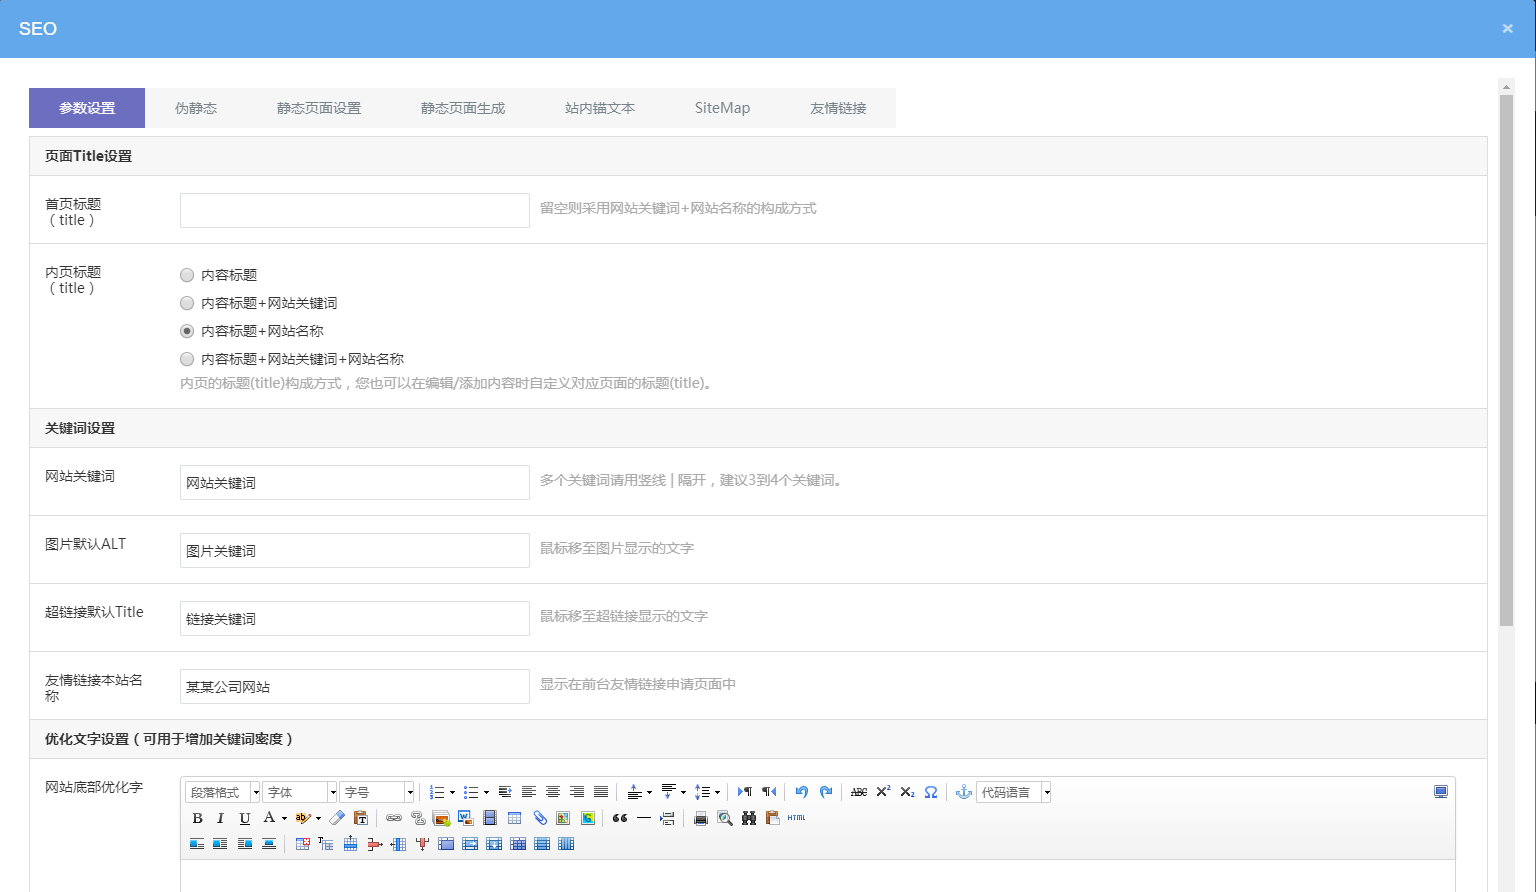 SEO
参数设置 伪静态 静态页面设置 静态页面生成 站内锚文本 SiteMap 友情链接
页面Title设置
首页标题
（title） 留空则采用网站关键词+网站名称的构成方式
内页标题
（title）
内容标题
内容标题+网站关键词
内容标题+网站名称
内容标题+网站关键词+网站名称
内页的标题(title)构成方式，您也可以在编辑/添加内容时自定义对应页面的标题(title)。
关键词设置
网站关键词 网站关键词 多个关键词请用竖线 | 隔开，建议3到4个关键词。
图片默认ALT 图片关键词 鼠标移至图片显示的文字
超链接默认Title 链接关键词 鼠标移至超链接显示的文字
友情链接本站名
称 某某公司网站 显示在前台友情链接申请页面中
优化文字设置（可用于增加关键词密度）
网站底部优化字 段落格式 字体 字号 ABC X² X₂ Ω 代码语言
B I U A ab HTML